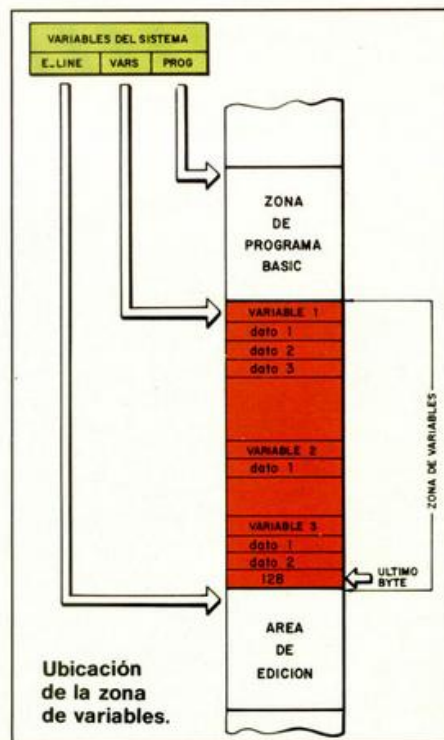 VARIABLES DEL SISTEMA
E_LINE VARS PROG
ZONA
DE
PROGRAMA
BASIC
VARIABLE 1
dato 1
dato 2
dato 3
VARIABLE 2
dato 1
VARIABLE 3
dato 1
dato 2
128
ULTIMO
BYTE
ZONA DE VARIABLES
AREA
DE
EDICION
Ubicación
de la zona
de variables.